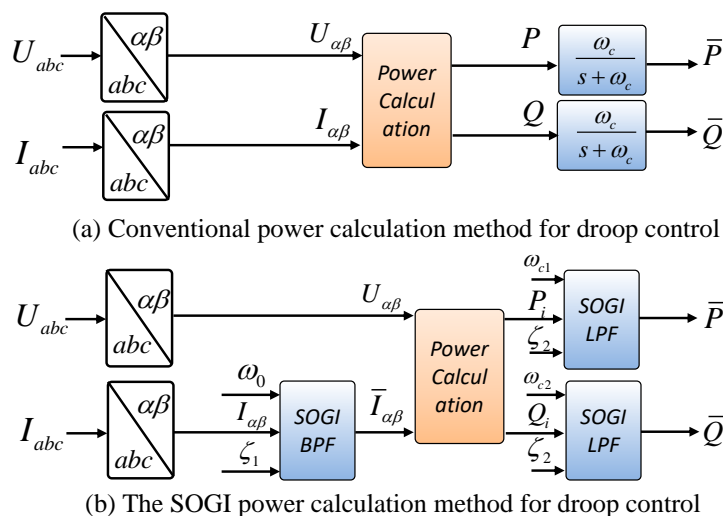 U_abc
αβ
abc
U_αβ
Power
Calcul
ation
P
ω_c
s + ω_c
P̅
I_abc
αβ
abc
I_αβ
Q
ω_c
s + ω_c
Q̅
(a) Conventional power calculation method for droop control
U_abc
αβ
abc
U_αβ
Power
Calcul
ation
ω_c1
P_i
ζ_2
SOGI
LPF
P̅
I_abc
αβ
abc
ω_0
I_αβ
ζ_1
SOGI
BPF
I̅_αβ
ω_c2
Q_i
ζ_2
SOGI
LPF
Q̅
(b) The SOGI power calculation method for droop control